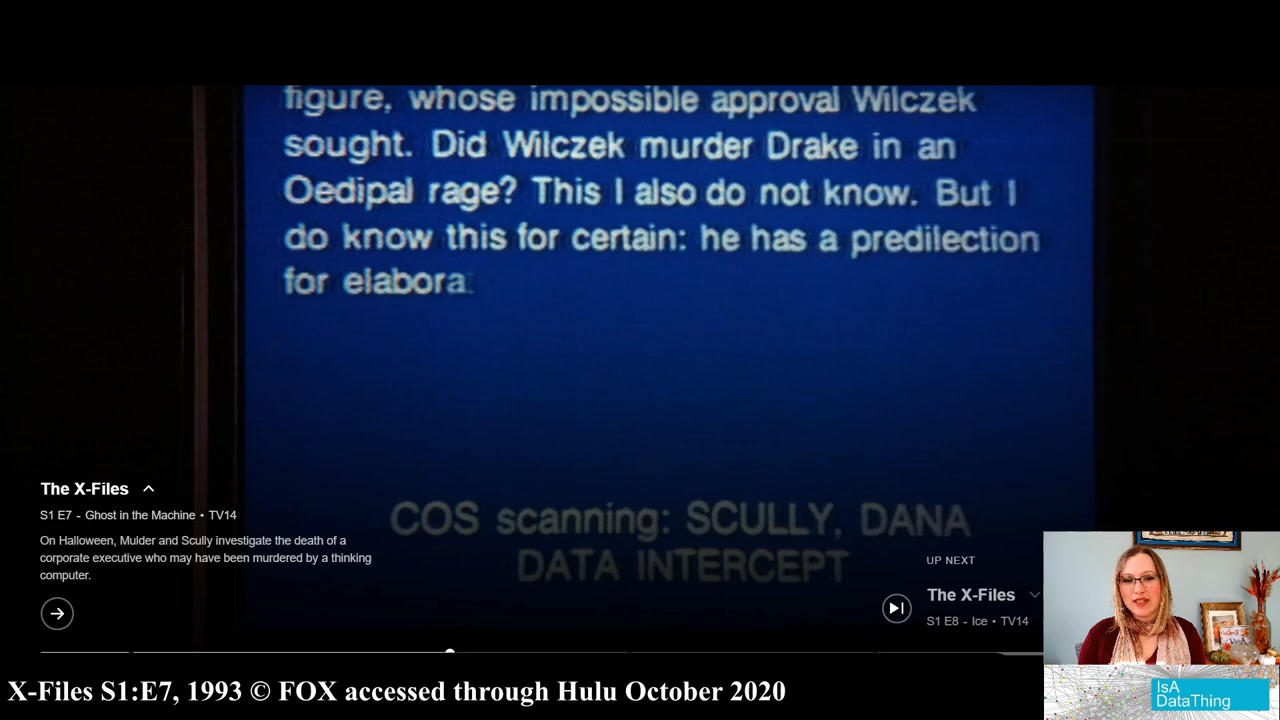 figure, whose impossible approval Wilczek
sought. Did Wilczek murder Drake in an
Oedipal rage? This I also do not know. But I
do know this for certain: he has a predilection
for elabora
COS scanning: SCULLY, DANA
DATA INTERCEPT
The X-Files
S1 E7 - Ghost in the Machine • TV14
On Halloween, Mulder and Scully investigate the death of a
corporate executive who may have been murdered by a thinking
computer.
UP NEXT
The X-Files
S1 E8 - Ice • TV14
X-Files S1:E7, 1993 © FOX accessed through Hulu October 2020
IsA
DataThing